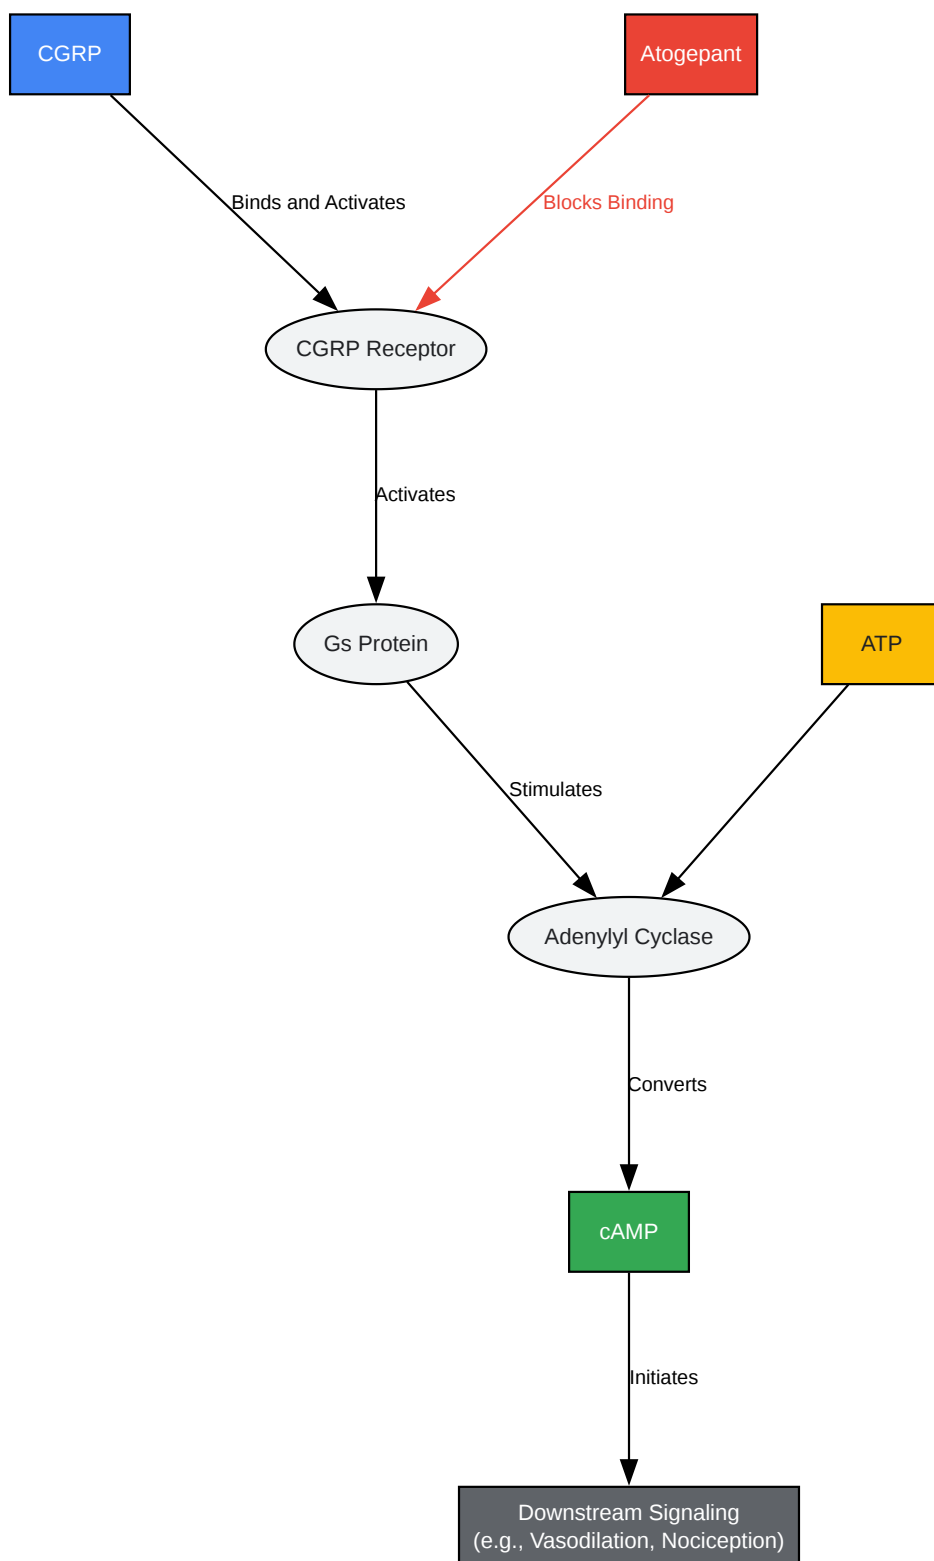 CGRP
Atogepant
Binds and Activates
Blocks Binding
CGRP Receptor
Activates
Gs Protein
ATP
Stimulates
Adenylyl Cyclase
Converts
cAMP
Initiates
Downstream Signaling
(e.g., Vasodilation, Nociception)